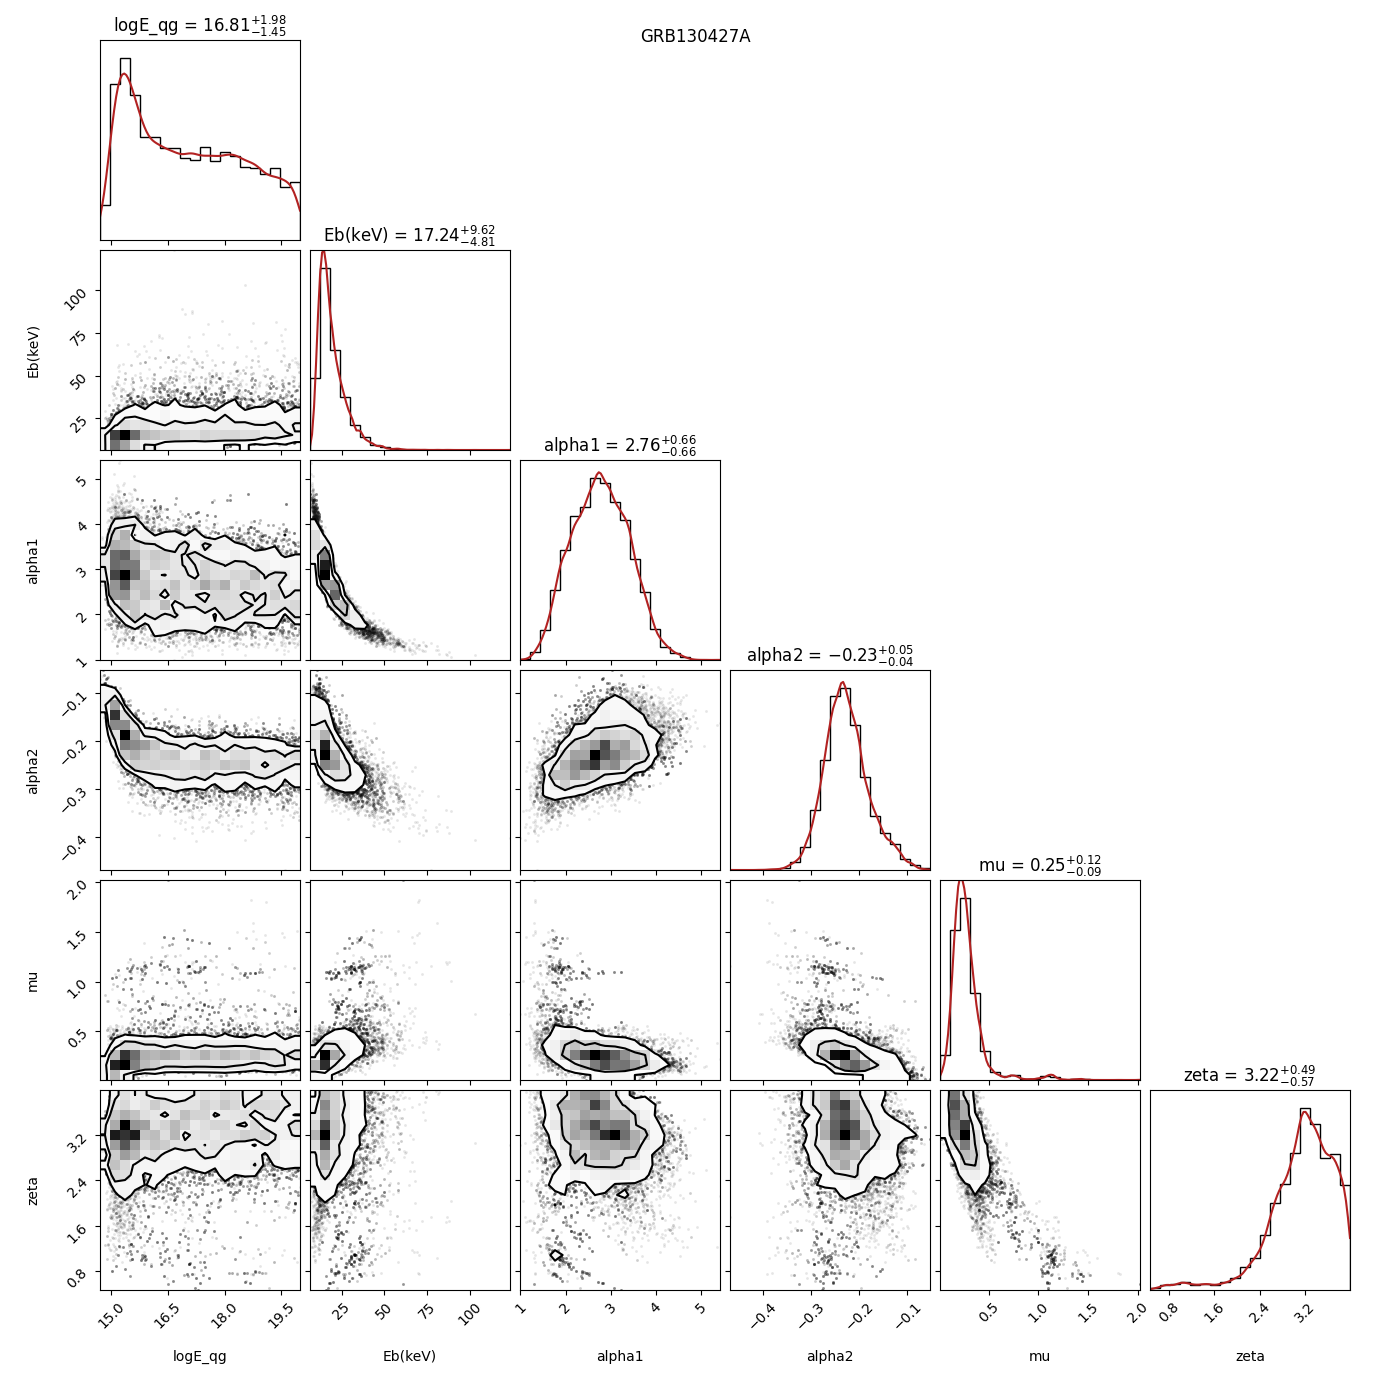 logE_qg = 16.81+1.98 −1.45
GRB130427A
Eb(keV) = 17.24+9.62 −4.81
100
75
50
25
Eb(keV)
alpha1 = 2.76+0.66 −0.66
5
4
3
2
1
alpha1
alpha2 = −0.23+0.05 −0.04
−0.1
−0.2
−0.3
−0.4
alpha2
mu = 0.25+0.12 −0.09
2.0
1.5
1.0
0.5
mu
zeta = 3.22+0.49 −0.57
3.2
2.4
1.6
0.8
zeta
15.0 16.5 18.0 19.5 25 50 75 100 1 2 3 4 5 −0.4 −0.3 −0.2 −0.1 0.5 1.0 1.5 2.0 0.8 1.6 2.4 3.2
logE_qg Eb(keV) alpha1 alpha2 mu zeta